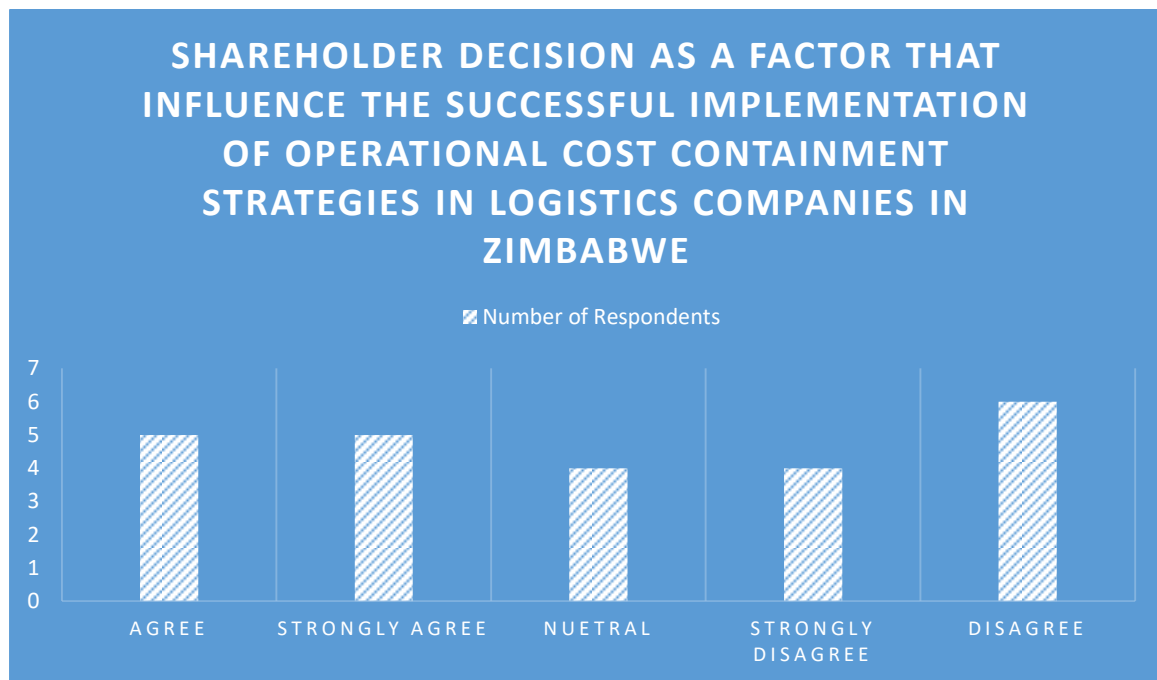 SHAREHOLDER DECISION AS A FACTOR THAT
INFLUENCE THE SUCCESSFUL IMPLEMENTATION
OF OPERATIONAL COST CONTAINMENT
STRATEGIES IN LOGISTICS COMPANIES IN
ZIMBABWE
Number of Respondents
7
6
5
4
3
2
1
0
AGREE
STRONGLY AGREE
NUETRAL
STRONGLY
DISAGREE
DISAGREE